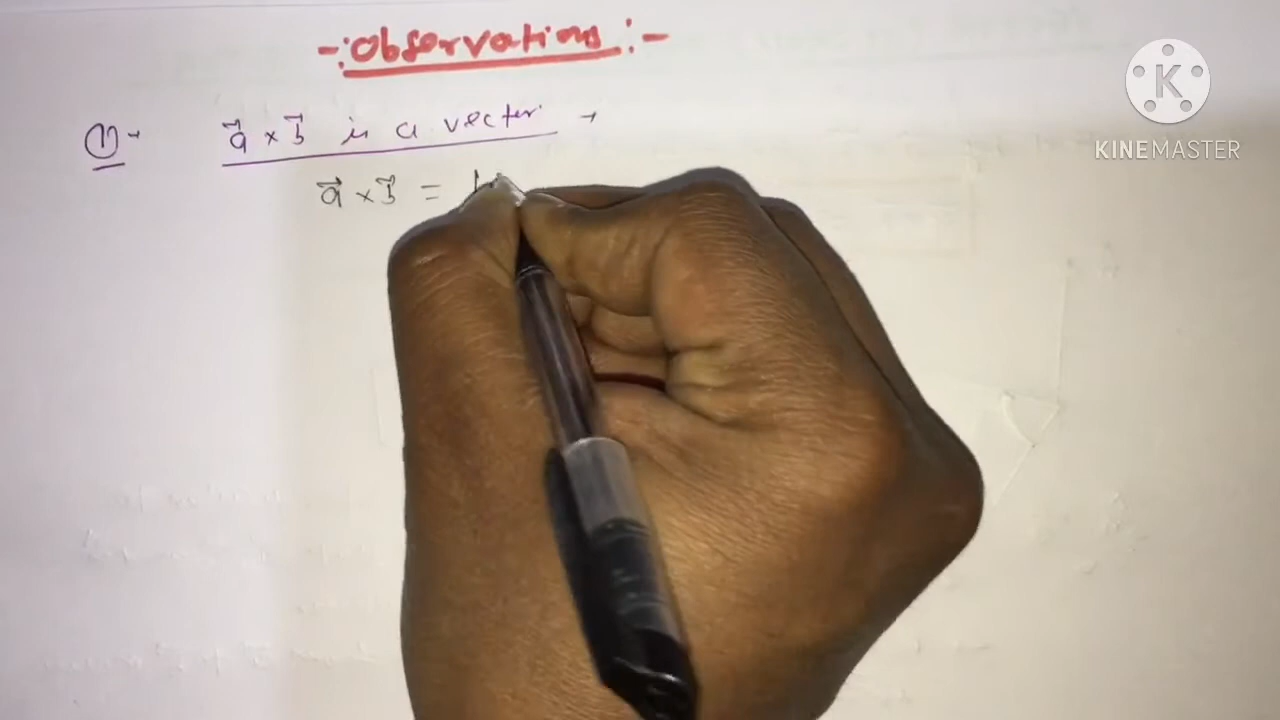 -: Observations :-
(1) → a⃗ × b⃗ is a vector →
a⃗ × b⃗ = |
K
KINEMASTER